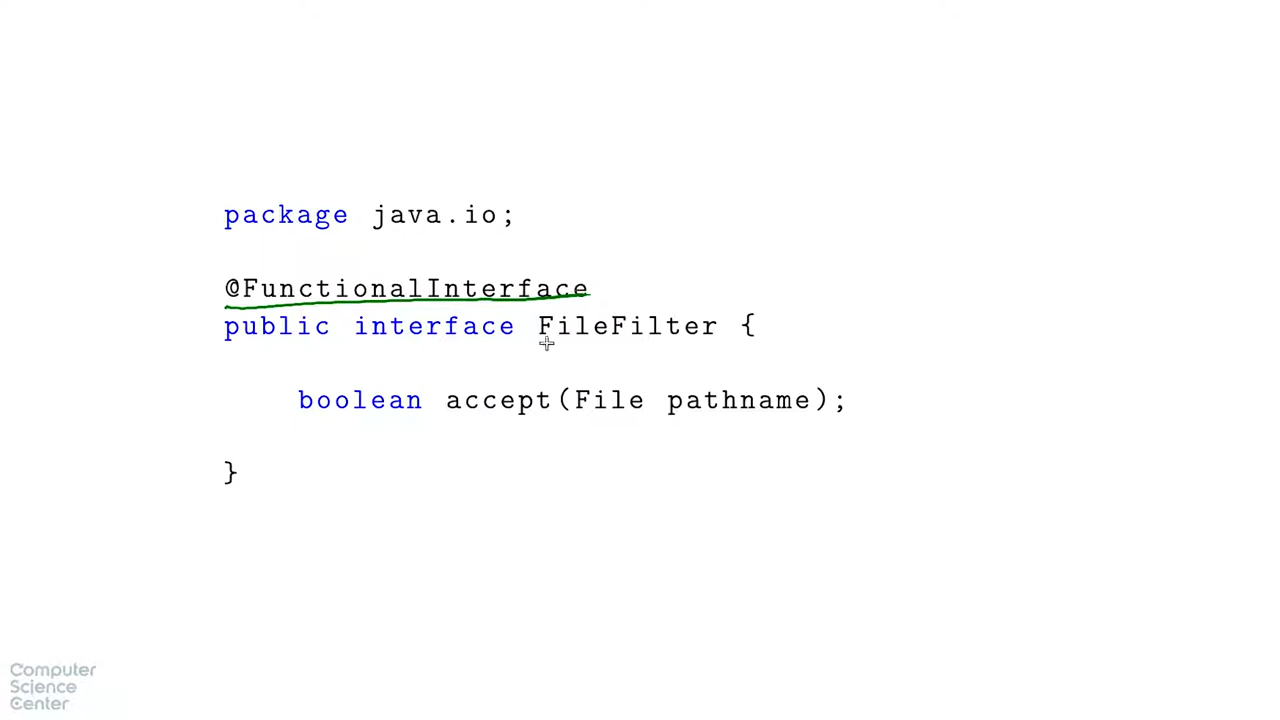 package java.io;
@FunctionalInterface
public interface FileFilter {
boolean accept(File pathname);
}
Computer
Science
Center